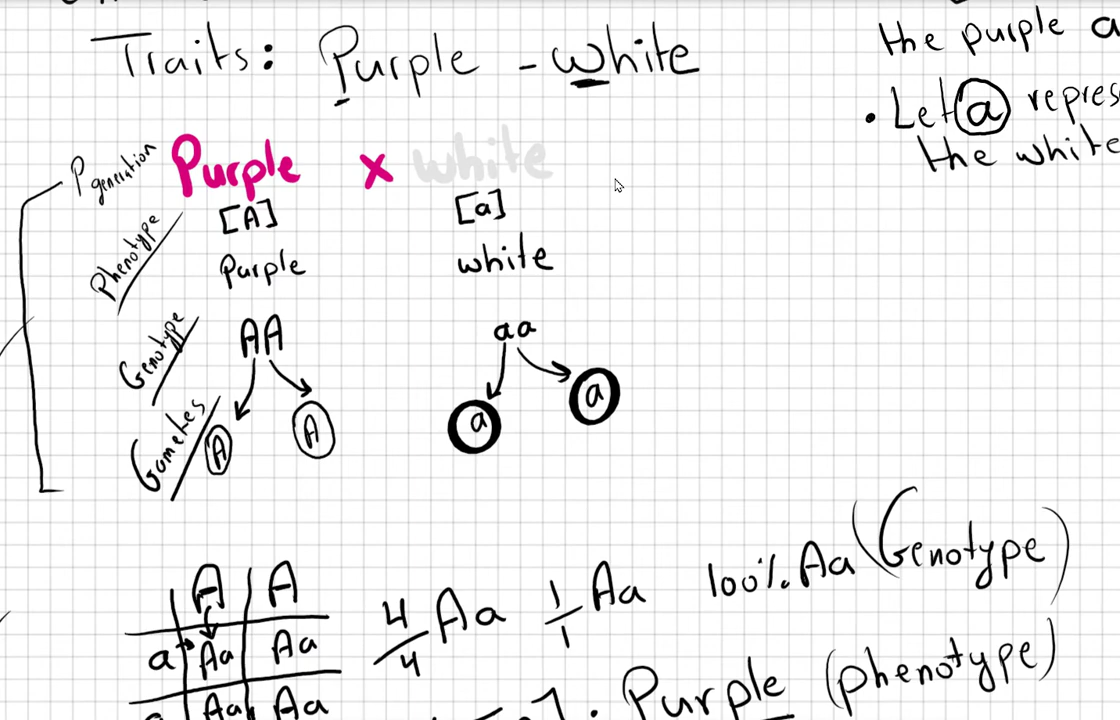 Traits: Purple - White
the purple a
• Let a repres
the white
P generation Purple x white
Phenotype [A] [a]
Purple white
Genotype AA aa
Gametes A A a a
A A
a Aa Aa
Aa Aa
4/4 Aa 1/1 Aa 100% Aa (Genotype)
Purple (phenotype)